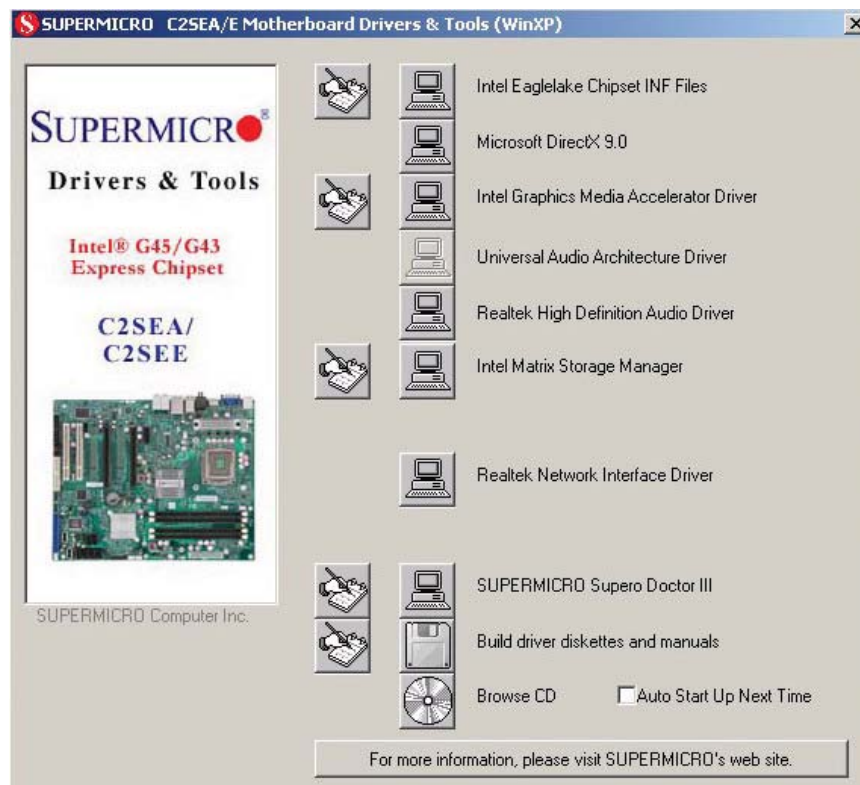 SUPERMICRO C2SEA/E Motherboard Drivers & Tools (WinXP)
SUPERMICRO®
Drivers & Tools
Intel® G45/G43
Express Chipset
C2SEA/
C2SEE
SUPERMICRO Computer Inc.
Intel Eaglelake Chipset INF Files
Microsoft DirectX 9.0
Intel Graphics Media Accelerator Driver
Universal Audio Architecture Driver
Realtek High Definition Audio Driver
Intel Matrix Storage Manager
Realtek Network Interface Driver
SUPERMICRO Supero Doctor III
Build driver diskettes and manuals
Browse CD Auto Start Up Next Time
For more information, please visit SUPERMICRO's web site.